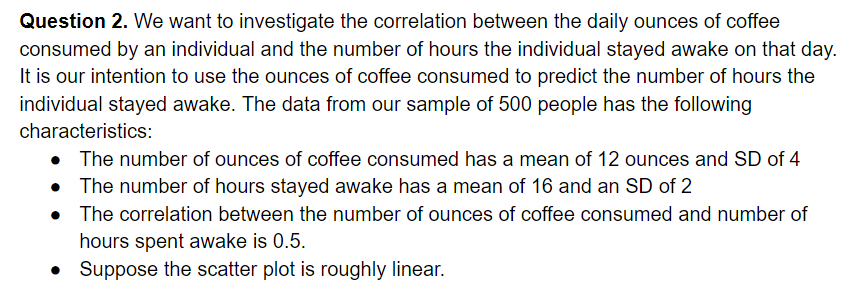 Question 2. We want to investigate the correlation between the daily ounces of coffee
consumed by an individual and the number of hours the individual stayed awake on that day.
It is our intention to use the ounces of coffee consumed to predict the number of hours the
individual stayed awake. The data from our sample of 500 people has the following
characteristics:
● The number of ounces of coffee consumed has a mean of 12 ounces and SD of 4
● The number of hours stayed awake has a mean of 16 and an SD of 2
● The correlation between the number of ounces of coffee consumed and number of
hours spent awake is 0.5.
● Suppose the scatter plot is roughly linear.